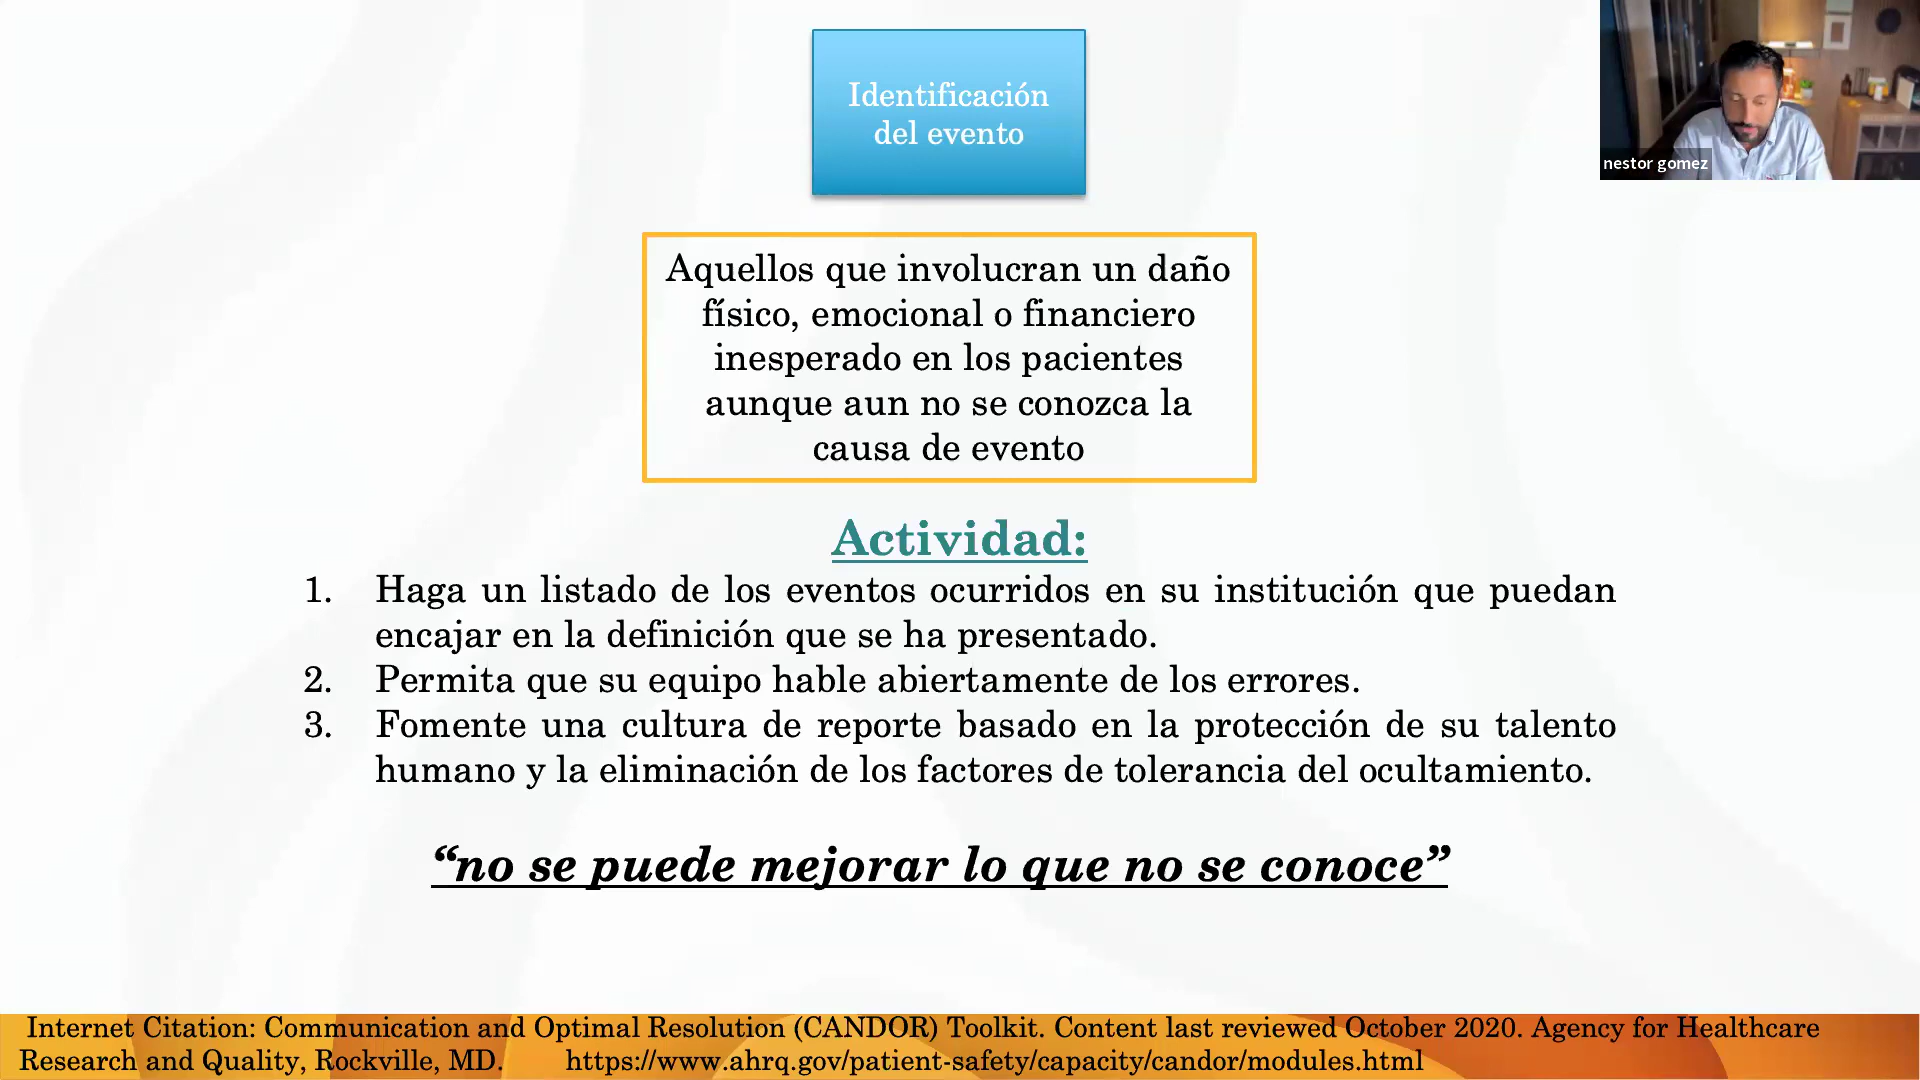 Identificación
del evento
nestor gomez
Aquellos que involucran un daño
físico, emocional o financiero
inesperado en los pacientes
aunque aun no se conozca la
causa de evento
Actividad:
1. Haga un listado de los eventos ocurridos en su institución que puedan
encajar en la definición que se ha presentado.
2. Permita que su equipo hable abiertamente de los errores.
3. Fomente una cultura de reporte basado en la protección de su talento
humano y la eliminación de los factores de tolerancia del ocultamiento.
“no se puede mejorar lo que no se conoce”
Internet Citation: Communication and Optimal Resolution (CANDOR) Toolkit. Content last reviewed October 2020. Agency for Healthcare
Research and Quality, Rockville, MD. https://www.ahrq.gov/patient-safety/capacity/candor/modules.html